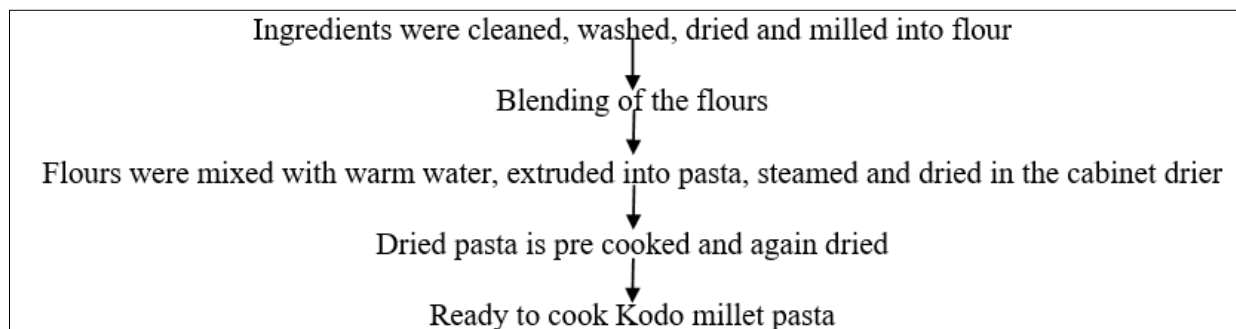 Ingredients were cleaned, washed, dried and milled into flour
Blending of the flours
Flours were mixed with warm water, extruded into pasta, steamed and dried in the cabinet drier
Dried pasta is pre cooked and again dried
Ready to cook Kodo millet pasta